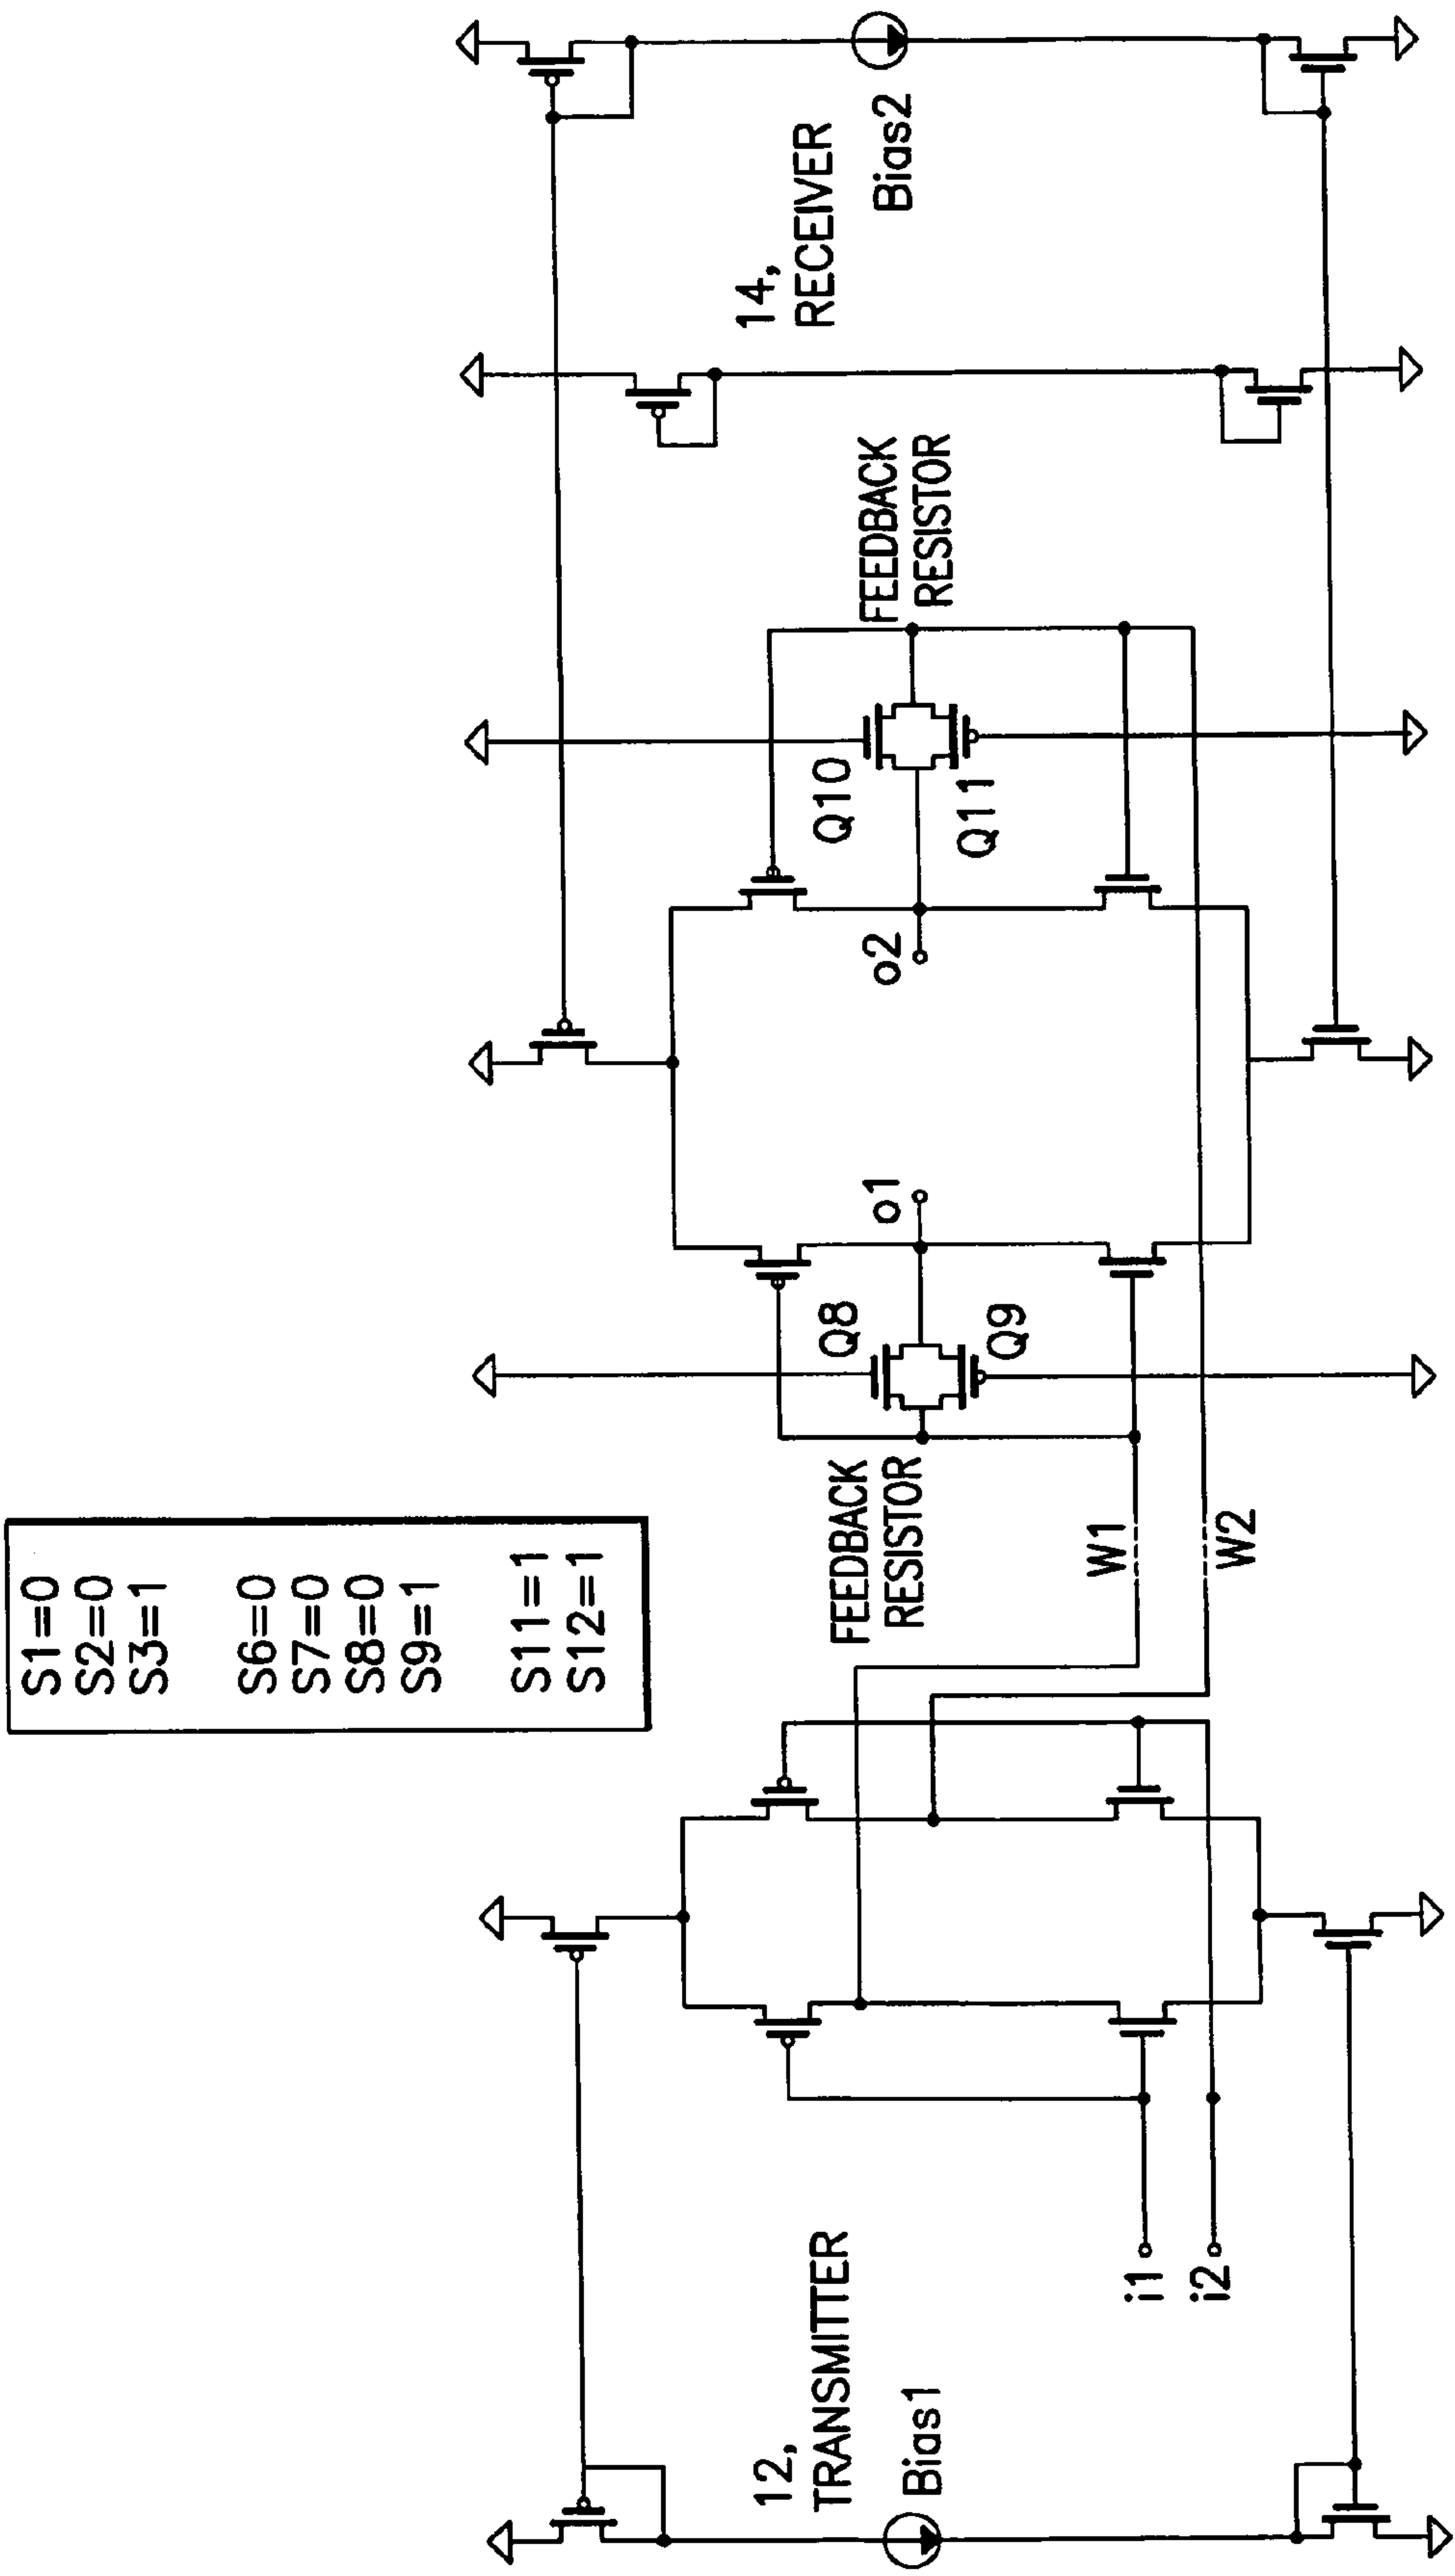 S1=0
S2=0
S3=1
S6=0
S7=0
S8=0
S9=1
S11=1
S12=1
12,
TRANSMITTER
Bias1
i1
i2
W1
W2
FEEDBACK
RESISTOR
Q8
Q9
o1
o2
Q10
Q11
FEEDBACK
RESISTOR
14,
RECEIVER
Bias2